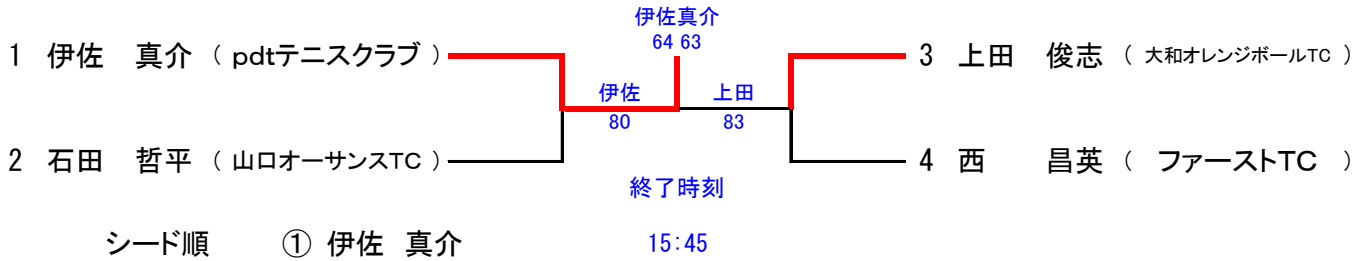 伊佐真介
64 63
1 伊佐 真介 ( pdtテニスクラブ )
3 上田 俊志 ( 大和オレンジボールTC )
伊佐 上田
80 83
2 石田 哲平 ( 山口オーサンスTC )
4 西 昌英 ( ファーストTC )
終了時刻
シード順 ① 伊佐 真介 15:45